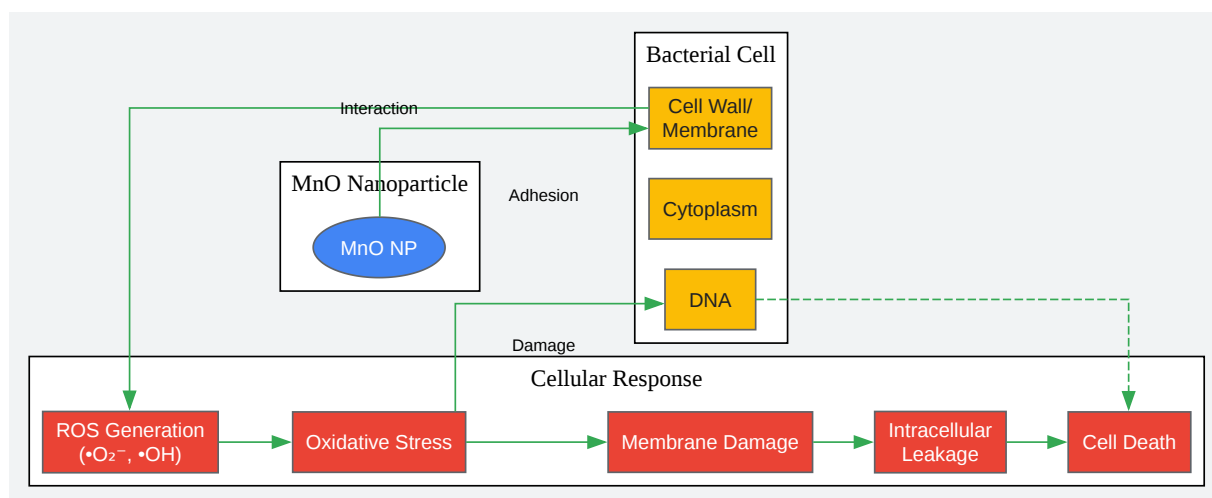 Bacterial Cell
Cell Wall/
Membrane
Interaction
MnO Nanoparticle
Adhesion
Cytoplasm
MnO NP
DNA
Damage
Cellular Response
ROS Generation
(•O₂⁻, •OH)
Oxidative Stress
Membrane Damage
Intracellular
Leakage
Cell Death